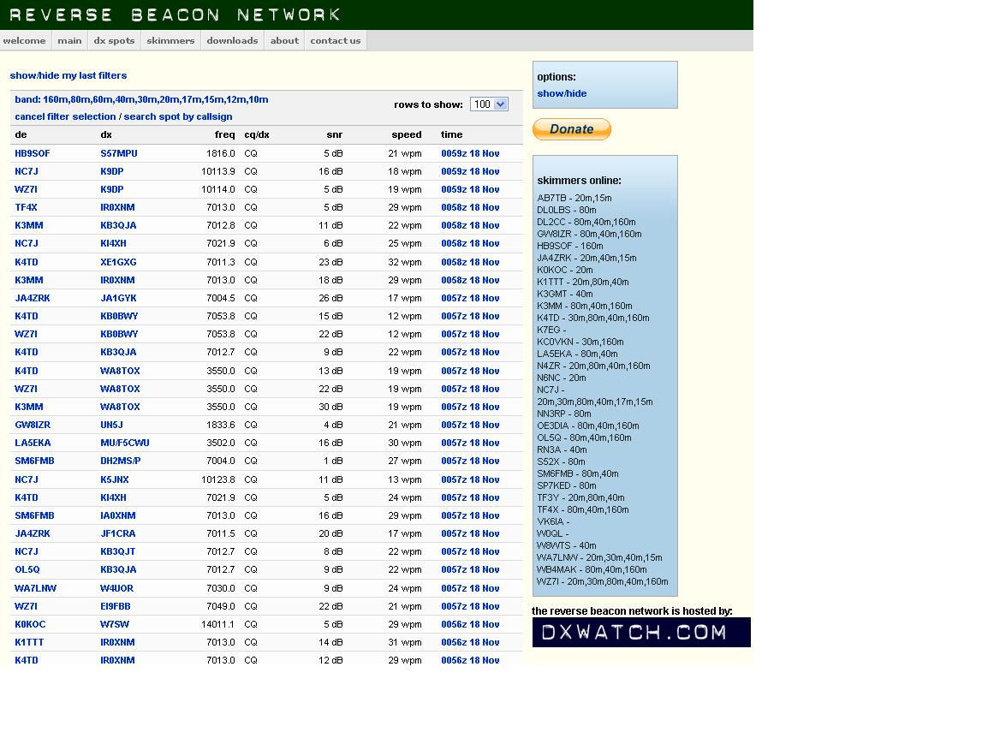 REVERSE BEACON NETWORK
welcome main dx spots skimmers downloads about contact us
show/hide my last filters
band: 160m,80m,60m,40m,30m,20m,17m,15m,12m,10m
rows to show: 100
cancel filter selection / search spot by callsign
de dx freq cq/dx snr speed time
HB9SOF S57MPU 1816.0 CQ 5 dB 21 wpm 0059z 18 Nov
NC7J K9DP 10113.9 CQ 16 dB 18 wpm 0059z 18 Nov
WZ7I K9DP 10114.0 CQ 5 dB 19 wpm 0059z 18 Nov
TF4X IR0XNM 7013.0 CQ 5 dB 29 wpm 0058z 18 Nov
K3MM KB3QJA 7012.8 CQ 11 dB 22 wpm 0058z 18 Nov
NC7J KI4XH 7021.9 CQ 6 dB 25 wpm 0058z 18 Nov
K4TD XE1GXG 7011.3 CQ 23 dB 32 wpm 0058z 18 Nov
K3MM IR0XNM 7013.0 CQ 18 dB 29 wpm 0058z 18 Nov
JA4ZRK JA1GYK 7004.5 CQ 26 dB 17 wpm 0057z 18 Nov
K4TD KB0BWY 7053.8 CQ 15 dB 12 wpm 0057z 18 Nov
WZ7I KB0BWY 7053.8 CQ 22 dB 12 wpm 0057z 18 Nov
K4TD KB3QJA 7012.7 CQ 9 dB 22 wpm 0057z 18 Nov
K4TD WA8TOX 3550.0 CQ 13 dB 19 wpm 0057z 18 Nov
WZ7I WA8TOX 3550.0 CQ 22 dB 19 wpm 0057z 18 Nov
K3MM WA8TOX 3550.0 CQ 30 dB 19 wpm 0057z 18 Nov
GW8IZR UN5J 1833.6 CQ 4 dB 21 wpm 0057z 18 Nov
LA5EKA MU/F5CWU 3502.0 CQ 16 dB 30 wpm 0057z 18 Nov
SM6FMB DH2MS/P 7004.0 CQ 1 dB 27 wpm 0057z 18 Nov
NC7J K5JNX 10123.8 CQ 11 dB 13 wpm 0057z 18 Nov
K4TD KI4XH 7021.9 CQ 5 dB 24 wpm 0057z 18 Nov
SM6FMB IA0XNM 7013.0 CQ 16 dB 29 wpm 0057z 18 Nov
JA4ZRK JF1CRA 7011.5 CQ 20 dB 17 wpm 0057z 18 Nov
NC7J KB3QJT 7012.7 CQ 8 dB 22 wpm 0057z 18 Nov
OL5Q KB3QJA 7012.7 CQ 9 dB 22 wpm 0057z 18 Nov
WA7LNW W4UOR 7030.0 CQ 9 dB 24 wpm 0057z 18 Nov
WZ7I EI9FBB 7049.0 CQ 22 dB 21 wpm 0057z 18 Nov
K0KOC W7SW 14011.1 CQ 5 dB 29 wpm 0056z 18 Nov
K1TTT IR0XNM 7013.0 CQ 14 dB 31 wpm 0056z 18 Nov
K4TD IR0XNM 7013.0 CQ 12 dB 29 wpm 0056z 18 Nov
options:
show/hide
Donate
skimmers online:
AB7TB - 20m,15m
DL0LBS - 80m
DL2CC - 80m,40m,160m
GW8IZR - 80m,40m,160m
HB9SOF - 160m
JA4ZRK - 20m,40m,15m
K0KOC - 20m
K1TTT - 20m,80m,40m
K3GMT - 40m
K3MM - 80m,40m,160m
K4TD - 30m,80m,40m,160m
K7EG -
KC0VKN - 30m,160m
LA5EKA - 80m,40m
N4ZR - 20m,80m,40m,160m
N6NC - 20m
NC7J -
20m,30m,80m,40m,17m,15m
NN3RP - 80m
OE3DIA - 80m,40m,160m
OL5Q - 80m,40m,160m
RN3A - 40m
S52X - 80m
SM6FMB - 80m,40m
SP7KED - 80m
TF3Y - 20m,80m,40m
TF4X - 80m,40m,160m
VK6IA -
W0QL -
W8WTS - 40m
WA7LNW - 20m,30m,40m,15m
WB4MAK - 80m,40m,160m
WZ7I - 20m,30m,80m,40m,160m
the reverse beacon network is hosted by:
DXWATCH.COM